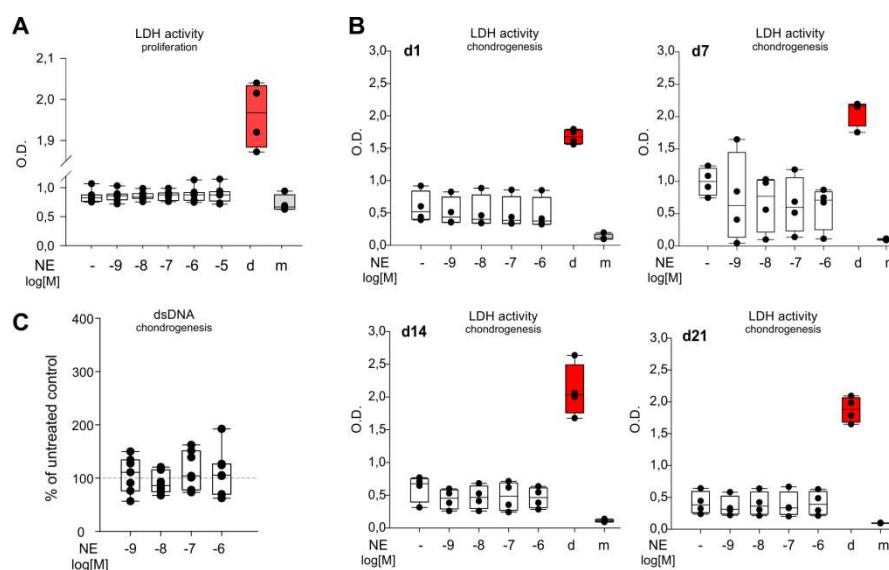 A
LDH activity
proliferation
2,1
2,0
1,9
1,0
0,5
0,0
O.D.
NE - -9 -8 -7 -6 -5 d m
log[M]
B
d1
LDH activity
chondrogenesis
3,0
2,5
2,0
1,5
1,0
0,5
0,0
O.D.
NE - -9 -8 -7 -6 d m
log[M]
d7
LDH activity
chondrogenesis
3,0
2,5
2,0
1,5
1,0
0,5
0,0
O.D.
NE - -9 -8 -7 -6 d
log[M]
C
dsDNA
chondrogenesis
400
300
200
100
0
% of untreated control
NE -9 -8 -7 -6
log[M]
d14
LDH activity
chondrogenesis
3,0
2,5
2,0
1,5
1,0
0,5
0,0
O.D.
NE - -9 -8 -7 -6 d m
log[M]
d21
LDH activity
chondrogenesis
3,0
2,5
2,0
1,5
1,0
0,5
0,0
O.D.
NE - -9 -8 -7 -6 d m
log[M]